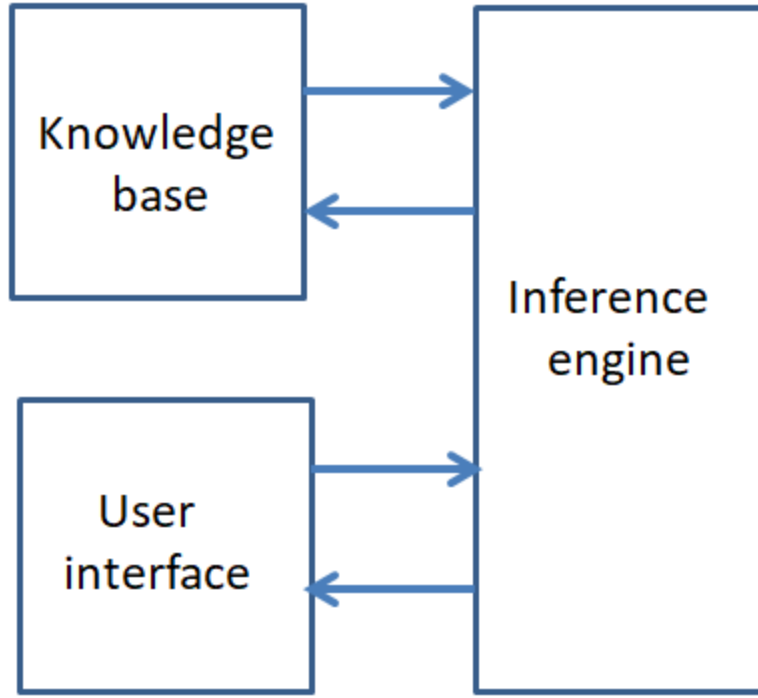 Knowledge
base
Inference
engine
User
interface